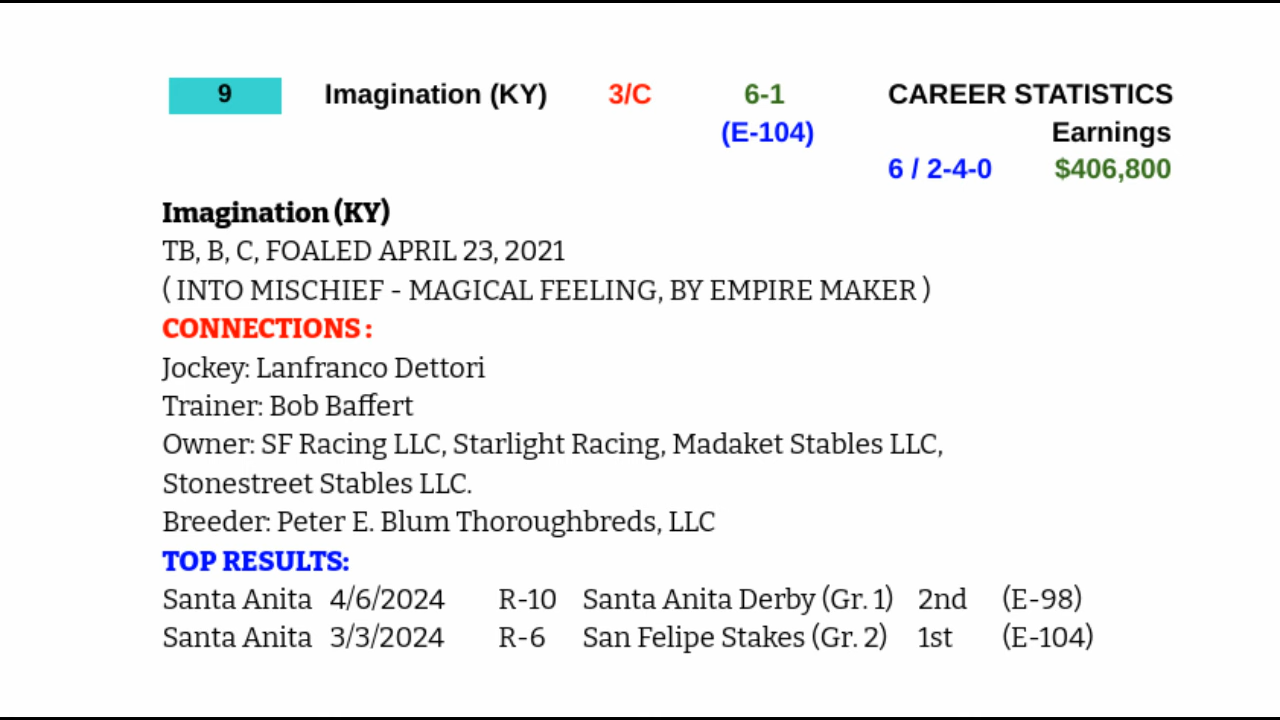 9 Imagination (KY) 3/C 6-1 CAREER STATISTICS
(E-104) Earnings
6 / 2-4-0 $406,800
Imagination (KY)
TB, B, C, FOALED APRIL 23, 2021
( INTO MISCHIEF - MAGICAL FEELING, BY EMPIRE MAKER )
CONNECTIONS :
Jockey: Lanfranco Dettori
Trainer: Bob Baffert
Owner: SF Racing LLC, Starlight Racing, Madaket Stables LLC,
Stonestreet Stables LLC.
Breeder: Peter E. Blum Thoroughbreds, LLC
TOP RESULTS:
Santa Anita 4/6/2024 R-10 Santa Anita Derby (Gr. 1) 2nd (E-98)
Santa Anita 3/3/2024 R-6 San Felipe Stakes (Gr. 2) 1st (E-104)